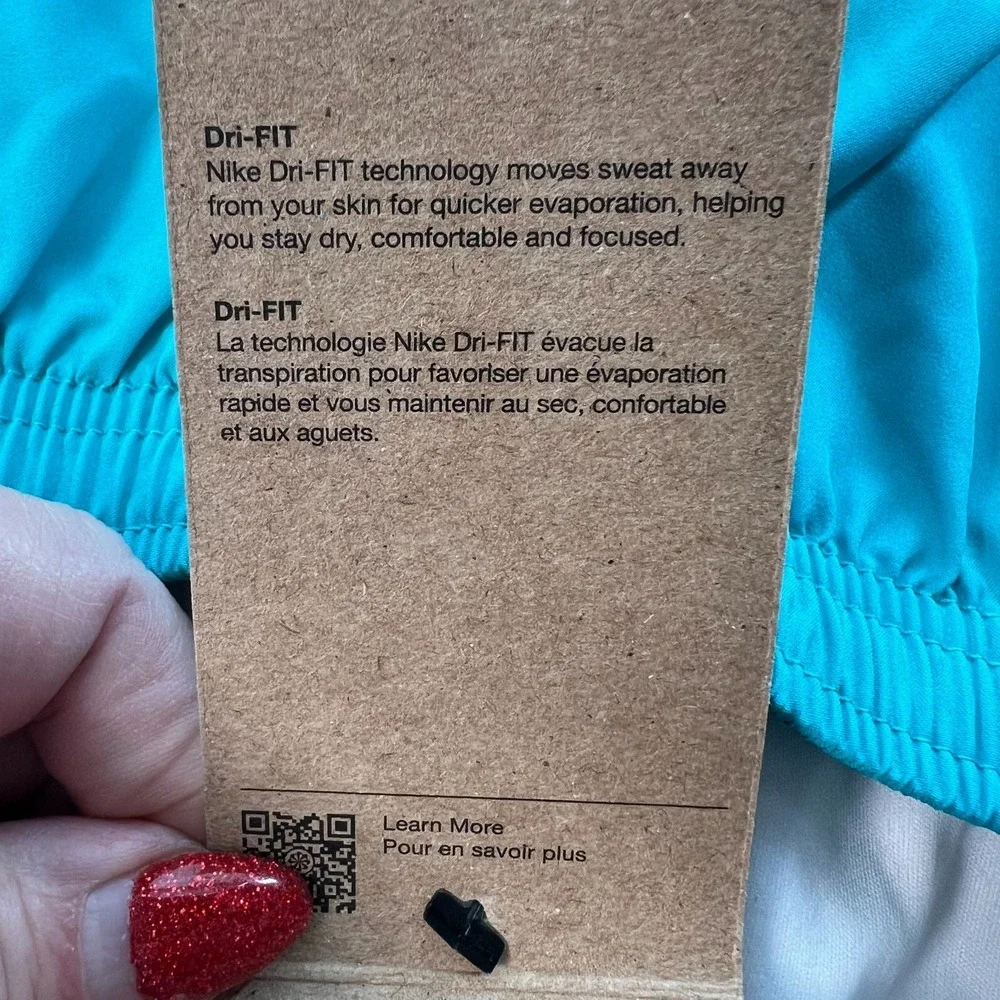 Dri-FIT
Nike Dri-FIT technology moves sweat away
from your skin for quicker evaporation, helping
you stay dry, comfortable and focused.
Dri-FIT
La technologie Nike Dri-FIT évacue la
transpiration pour favoriser une évaporation
rapide et vous maintenir au sec, confortable
et aux aguets.
Learn More
Pour en savoir plus